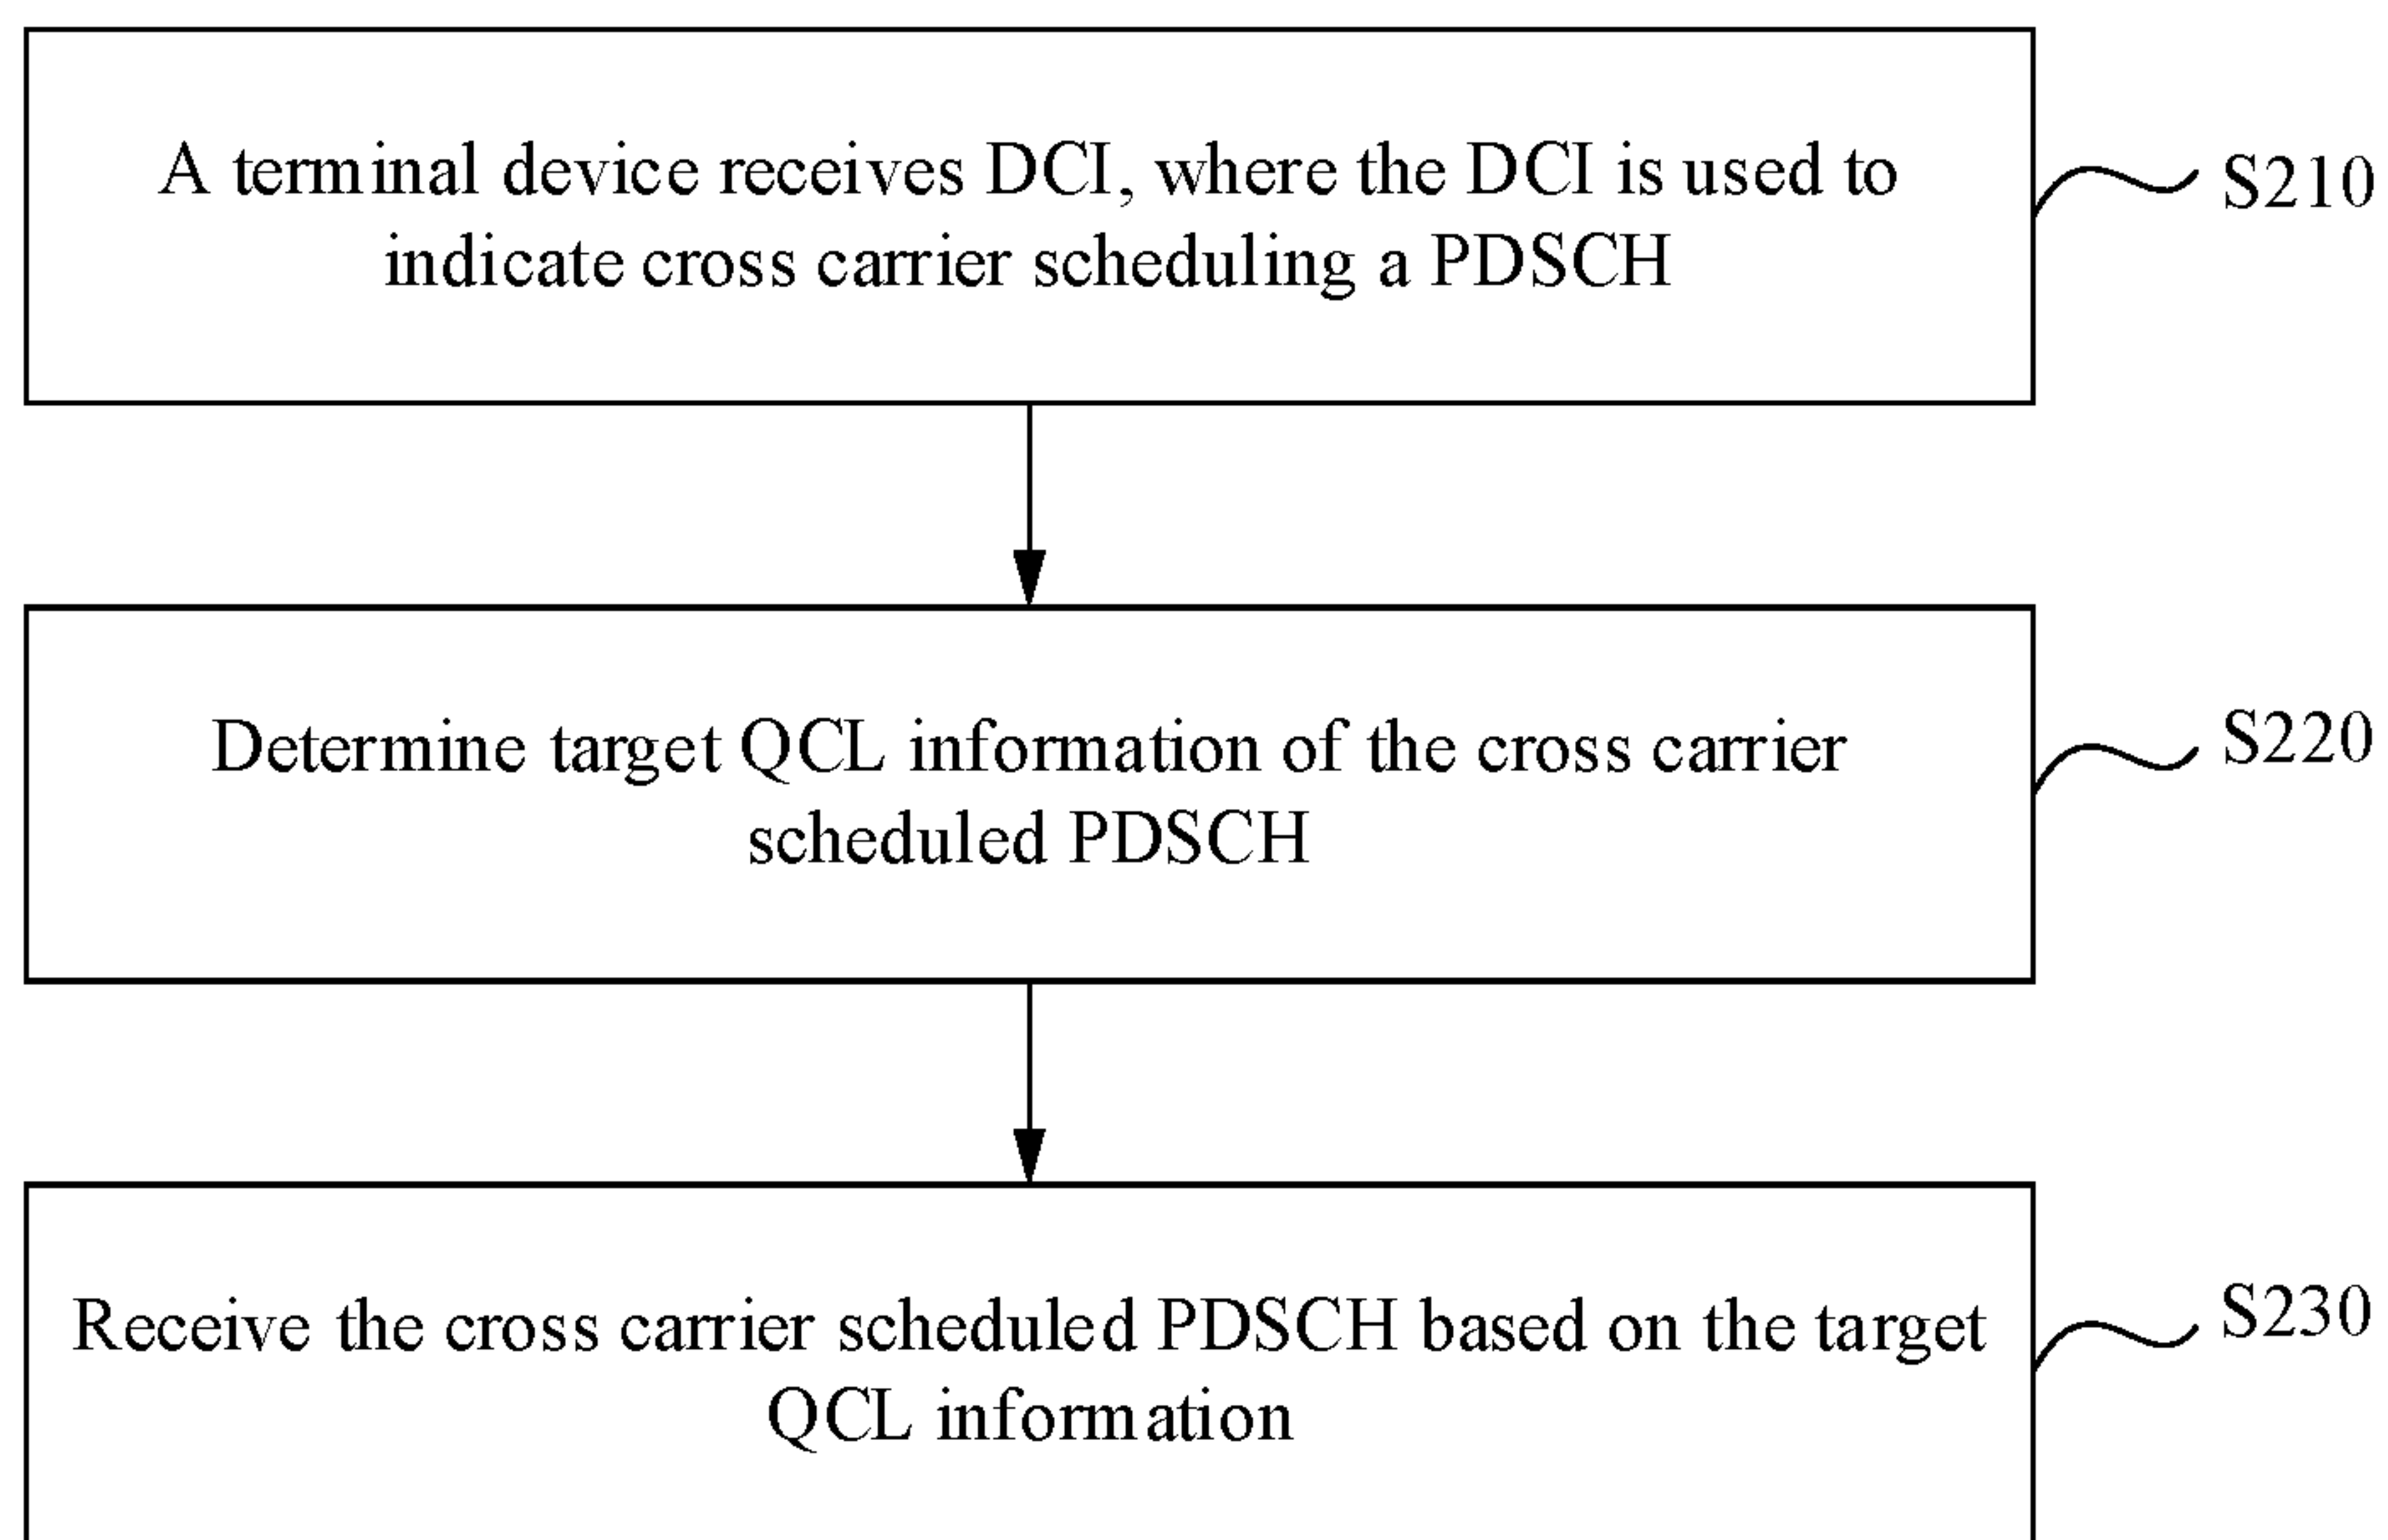 A terminal device receives DCI, where the DCI is used to
indicate cross carrier scheduling a PDSCH
S210
Determine target QCL information of the cross carrier
scheduled PDSCH
S220
Receive the cross carrier scheduled PDSCH based on the target
QCL information
S230